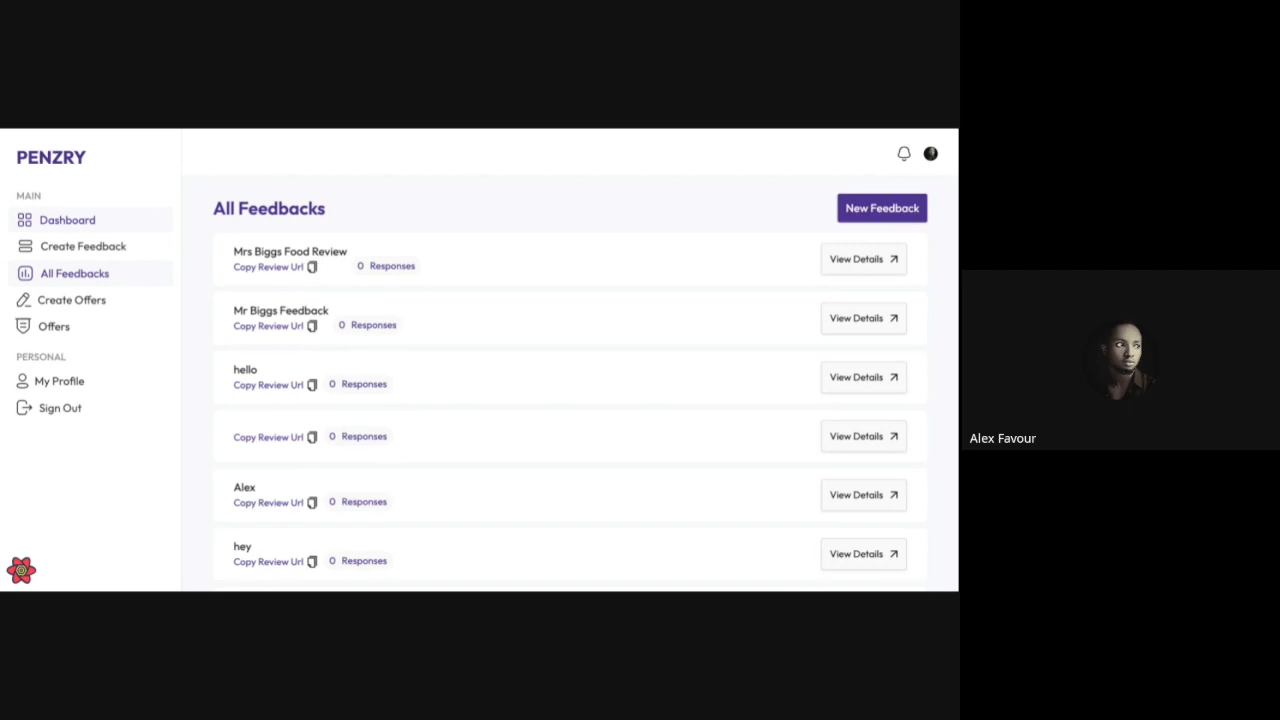 PENZRY
MAIN
Dashboard
Create Feedback
All Feedbacks
Create Offers
Offers
PERSONAL
My Profile
Sign Out
All Feedbacks
New Feedback
Mrs Biggs Food Review
Copy Review Url 0 Responses
View Details
Mr Biggs Feedback
Copy Review Url 0 Responses
View Details
hello
Copy Review Url 0 Responses
View Details
Copy Review Url 0 Responses
View Details
Alex
Copy Review Url 0 Responses
View Details
hey
Copy Review Url 0 Responses
View Details
Alex Favour